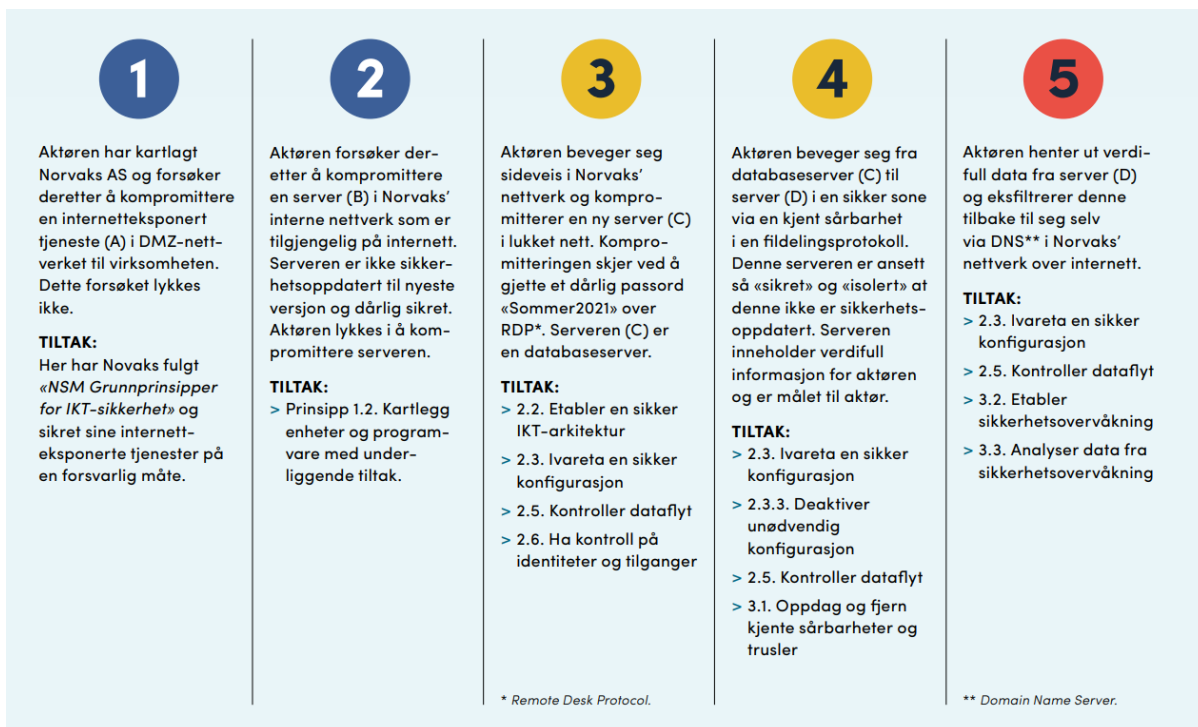 1
Aktøren har kartlagt
Norvaks AS og forsøker
deretter å kompromittere
en internetteksponert
tjeneste (A) i DMZ-nett-
verket til virksomheten.
Dette forsøket lykkes
ikke.
TILTAK:
Her har Novaks fulgt
«NSM Grunnprinsipper
for IKT-sikkerhet» og
sikret sine internett-
eksponerte tjenester på
en forsvarlig måte.
2
Aktøren forsøker der-
etter å kompromittere
en server (B) i Norvaks’
interne nettverk som er
tilgjengelig på internett.
Serveren er ikke sikker-
hetsoppdatert til nyeste
versjon og dårlig sikret.
Aktøren lykkes i å kom-
promittere serveren.
TILTAK:
> Prinsipp 1.2. Kartlegg
enheter og program-
vare med under-
liggende tiltak.
3
Aktøren beveger seg
sideveis i Norvaks’
nettverk og kompro-
mitterer en ny server (C)
i lukket nett. Kompro-
mitteringen skjer ved å
gjette et dårlig passord
«Sommer2021» over
RDP*. Serveren (C) er
en databaseserver.
TILTAK:
> 2.2. Etabler en sikker
IKT-arkitektur
> 2.3. Ivareta en sikker
konfigurasjon
> 2.5. Kontroller dataflyt
> 2.6. Ha kontroll på
identiteter og tilganger
* Remote Desk Protocol.
4
Aktøren beveger seg fra
databaseserver (C) til
server (D) i en sikker sone
via en kjent sårbarhet
i en fildelingsprotokoll.
Denne serveren er ansett
så «sikret» og «isolert» at
denne ikke er sikkerhets-
oppdatert. Serveren
inneholder verdifull
informasjon for aktøren
og er målet til aktør.
TILTAK:
> 2.3. Ivareta en sikker
konfigurasjon
> 2.3.3. Deaktiver
unødvendig
konfigurasjon
> 2.5. Kontroller dataflyt
> 3.1. Oppdag og fjern
kjente sårbarheter og
trusler
5
Aktøren henter ut verdi-
full data fra server (D)
og eksfiltrerer denne
tilbake til seg selv
via DNS** i Norvaks’
nettverk over internett.
TILTAK:
> 2.3. Ivareta en sikker
konfigurasjon
> 2.5. Kontroller dataflyt
> 3.2. Etabler
sikkerhetsovervåkning
> 3.3. Analyser data fra
sikkerhetsovervåkning
** Domain Name Server.